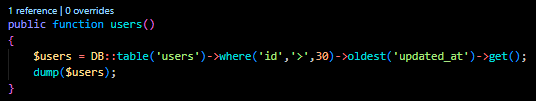 1 reference | 0 overrides
public function users()
{
    $users = DB::table('users')->where('id','>',30)->oldest('updated_at')->get();
    dump($users);
}